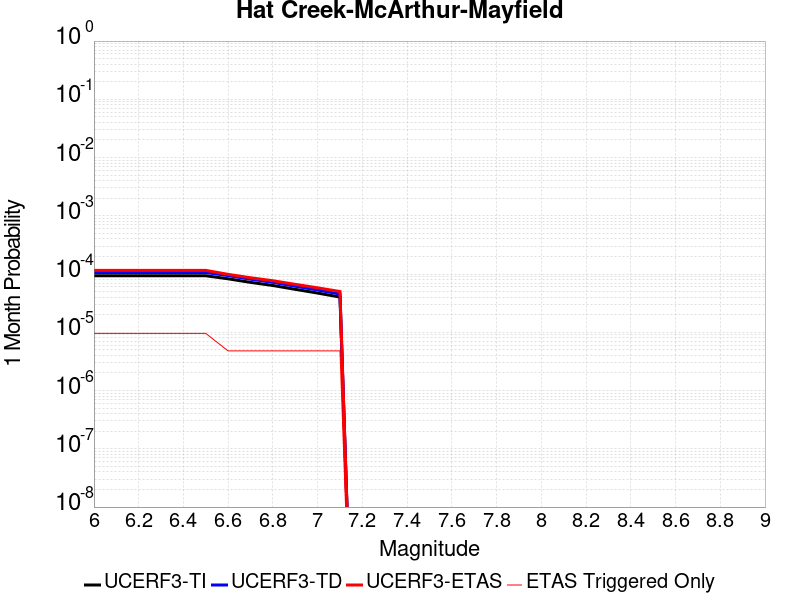 Hat Creek-McArthur-Mayfield
10^0
10^-1
10^-2
10^-3
10^-4
10^-5
10^-6
10^-7
10^-8
1 Month Probability
6 6.2 6.4 6.6 6.8 7 7.2 7.4 7.6 7.8 8 8.2 8.4 8.6 8.8 9
Magnitude
UCERF3-TI UCERF3-TD UCERF3-ETAS ETAS Triggered Only